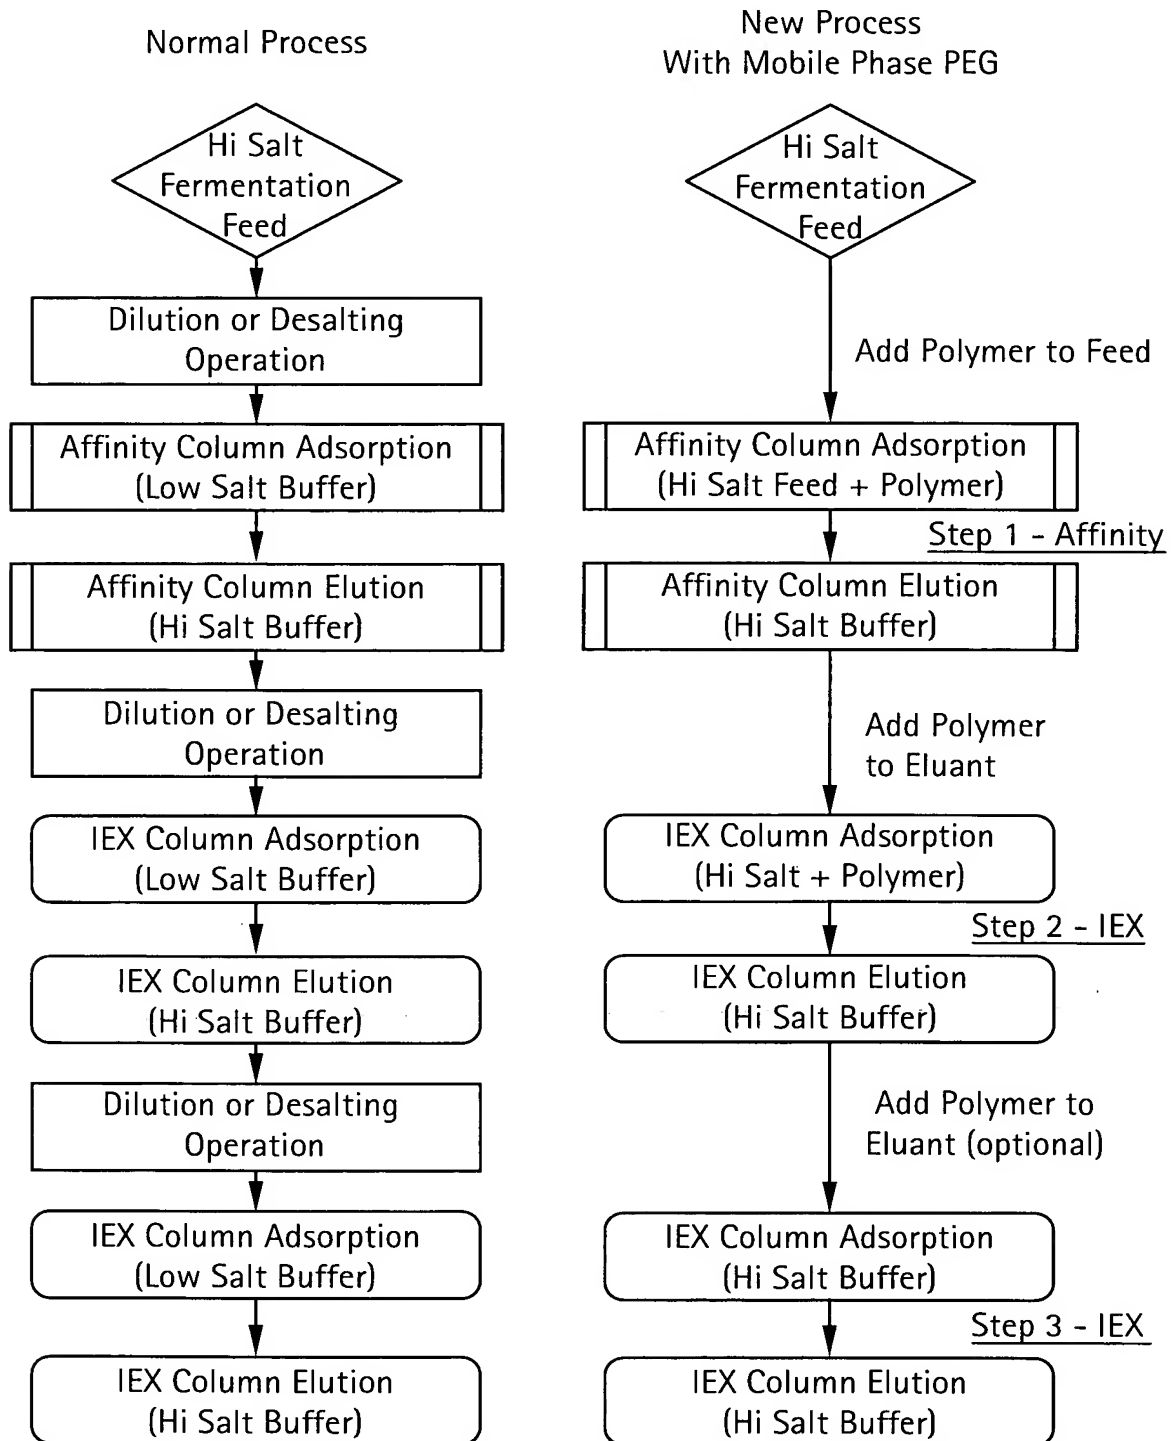 Normal Process
Hi Salt
Fermentation
Feed
Dilution or Desalting
Operation
Affinity Column Adsorption
(Low Salt Buffer)
Affinity Column Elution
(Hi Salt Buffer)
Dilution or Desalting
Operation
IEX Column Adsorption
(Low Salt Buffer)
IEX Column Elution
(Hi Salt Buffer)
Dilution or Desalting
Operation
IEX Column Adsorption
(Low Salt Buffer)
IEX Column Elution
(Hi Salt Buffer)
New Process
With Mobile Phase PEG
Hi Salt
Fermentation
Feed
Add Polymer to Feed
Affinity Column Adsorption
(Hi Salt Feed + Polymer)
Step 1 - Affinity
Affinity Column Elution
(Hi Salt Buffer)
Add Polymer
to Eluant
IEX Column Adsorption
(Hi Salt + Polymer)
Step 2 - IEX
IEX Column Elution
(Hi Salt Buffer)
Add Polymer to
Eluant (optional)
IEX Column Adsorption
(Hi Salt Buffer)
Step 3 - IEX
IEX Column Elution
(Hi Salt Buffer)